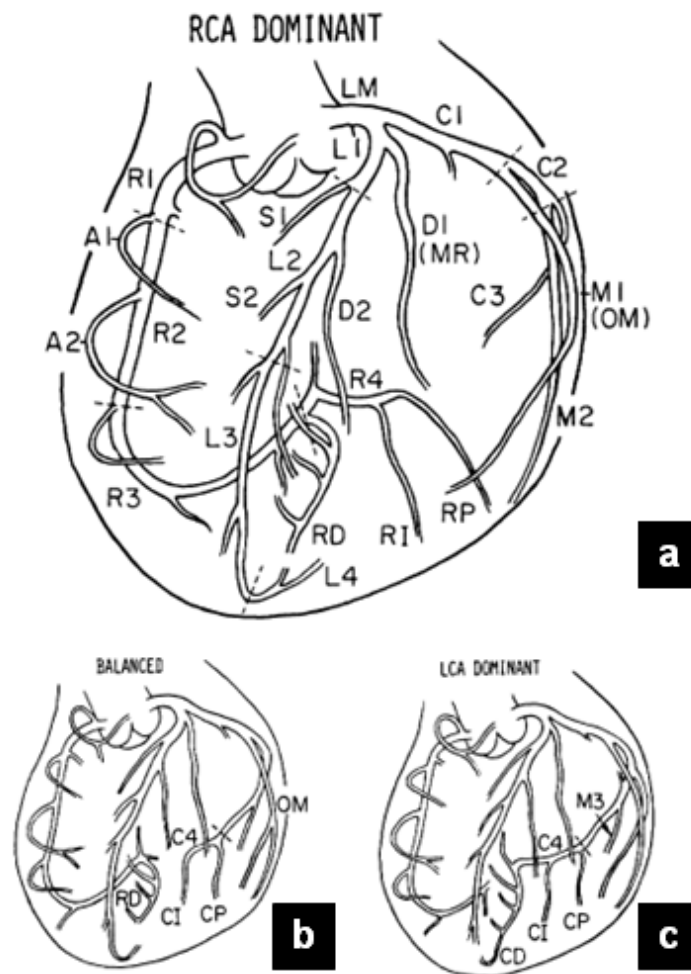 RCA DOMINANT
LM
C1
L1
R1
C2
S1
A1
L2
D1
(MR)
S2
C3
M1
(OM)
D2
A2
R2
R4
M2
L3
R3
RD
RI
RP
L4
a
BALANCED
OM
C4
RD
CI
CP
b
LCA DOMINANT
M3
C4
CI
CP
CD
c